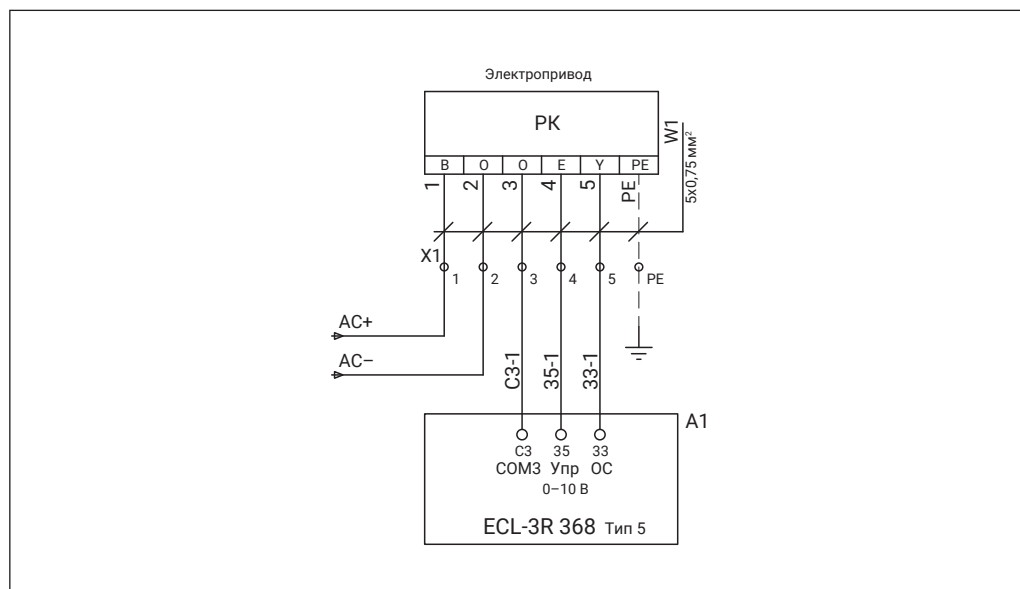 Электропривод
РК
B O O E Y PE
1 2 3 4 5 PE
W1
5x0,75 мм²
X1
1 2 3 4 5 PE
AC+
AC–
C3-1 35-1 33-1
A1
C3 35 33
COM3 Упр ОС
0–10 В
ECL-3R 368 Тип 5